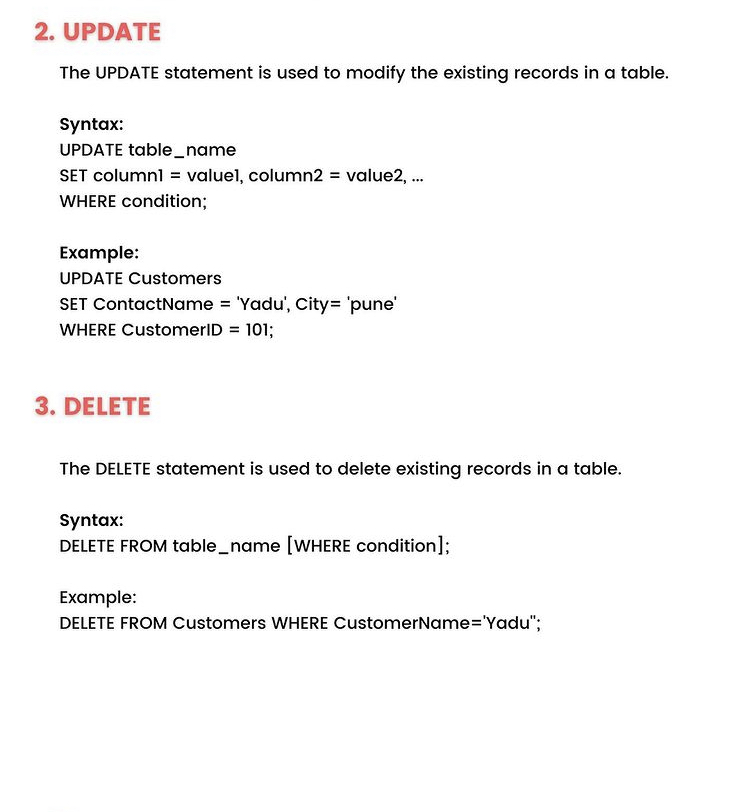 2. UPDATE
The UPDATE statement is used to modify the existing records in a table.
Syntax:
UPDATE table_name
SET column1 = value1, column2 = value2, ...
WHERE condition;
Example:
UPDATE Customers
SET ContactName = 'Yadu', City= 'pune'
WHERE CustomerID = 101;
3. DELETE
The DELETE statement is used to delete existing records in a table.
Syntax:
DELETE FROM table_name [WHERE condition];
Example:
DELETE FROM Customers WHERE CustomerName='Yadu";